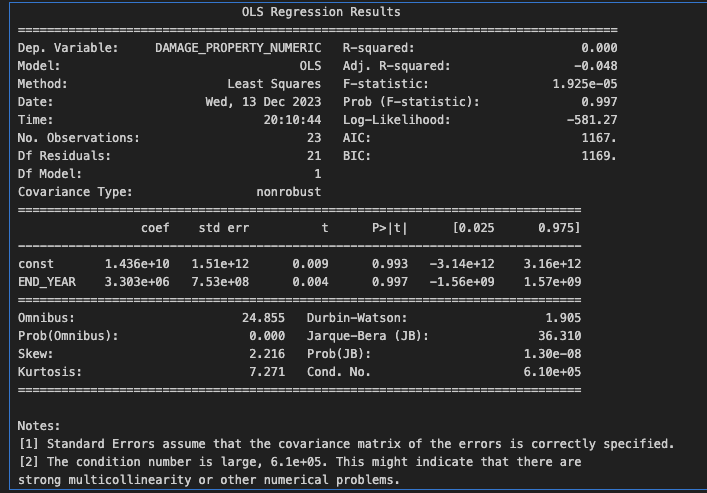 OLS Regression Results
==============================================================================
Dep. Variable: DAMAGE_PROPERTY_NUMERIC R-squared: 0.000
Model: OLS Adj. R-squared: -0.048
Method: Least Squares F-statistic: 1.925e-05
Date: Wed, 13 Dec 2023 Prob (F-statistic): 0.997
Time: 20:10:44 Log-Likelihood: -581.27
No. Observations: 23 AIC: 1167.
Df Residuals: 21 BIC: 1169.
Df Model: 1
Covariance Type: nonrobust
==============================================================================
coef std err t P>|t| [0.025 0.975]
------------------------------------------------------------------------------
const 1.436e+10 1.51e+12 0.009 0.993 -3.14e+12 3.16e+12
END_YEAR 3.303e+06 7.53e+08 0.004 0.997 -1.56e+09 1.57e+09
==============================================================================
Omnibus: 24.855 Durbin-Watson: 1.905
Prob(Omnibus): 0.000 Jarque-Bera (JB): 36.310
Skew: 2.216 Prob(JB): 1.30e-08
Kurtosis: 7.271 Cond. No. 6.10e+05
==============================================================================
Notes:
[1] Standard Errors assume that the covariance matrix of the errors is correctly specified.
[2] The condition number is large, 6.1e+05. This might indicate that there are
strong multicollinearity or other numerical problems.